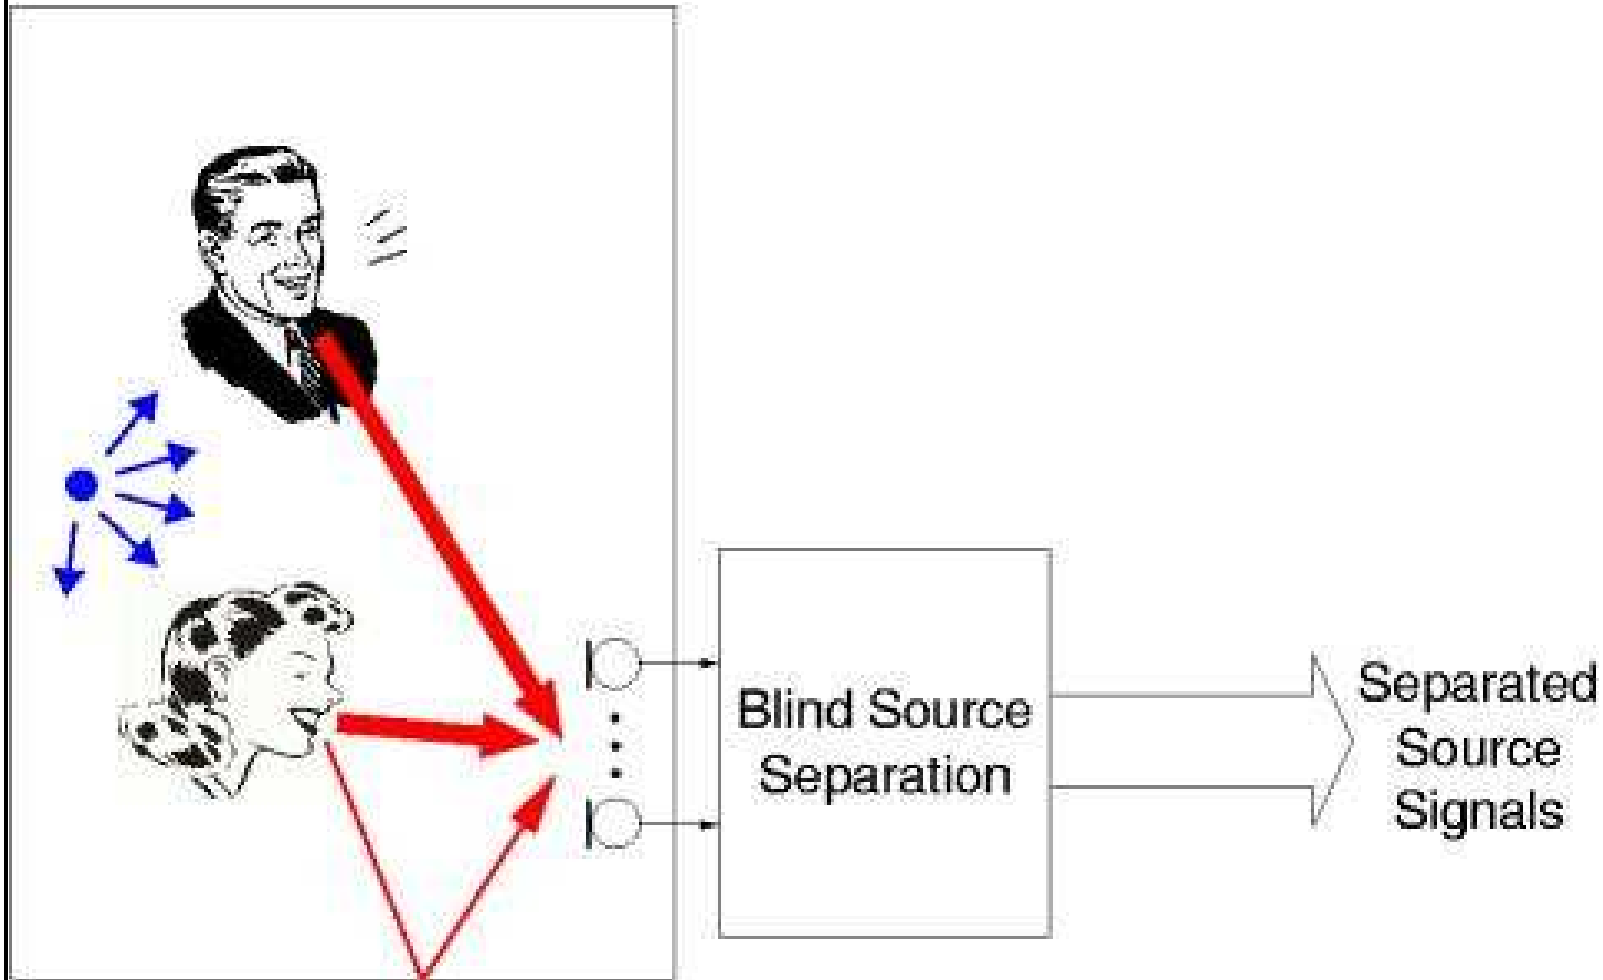 Blind Source
Separation
Separated
Source
Signals